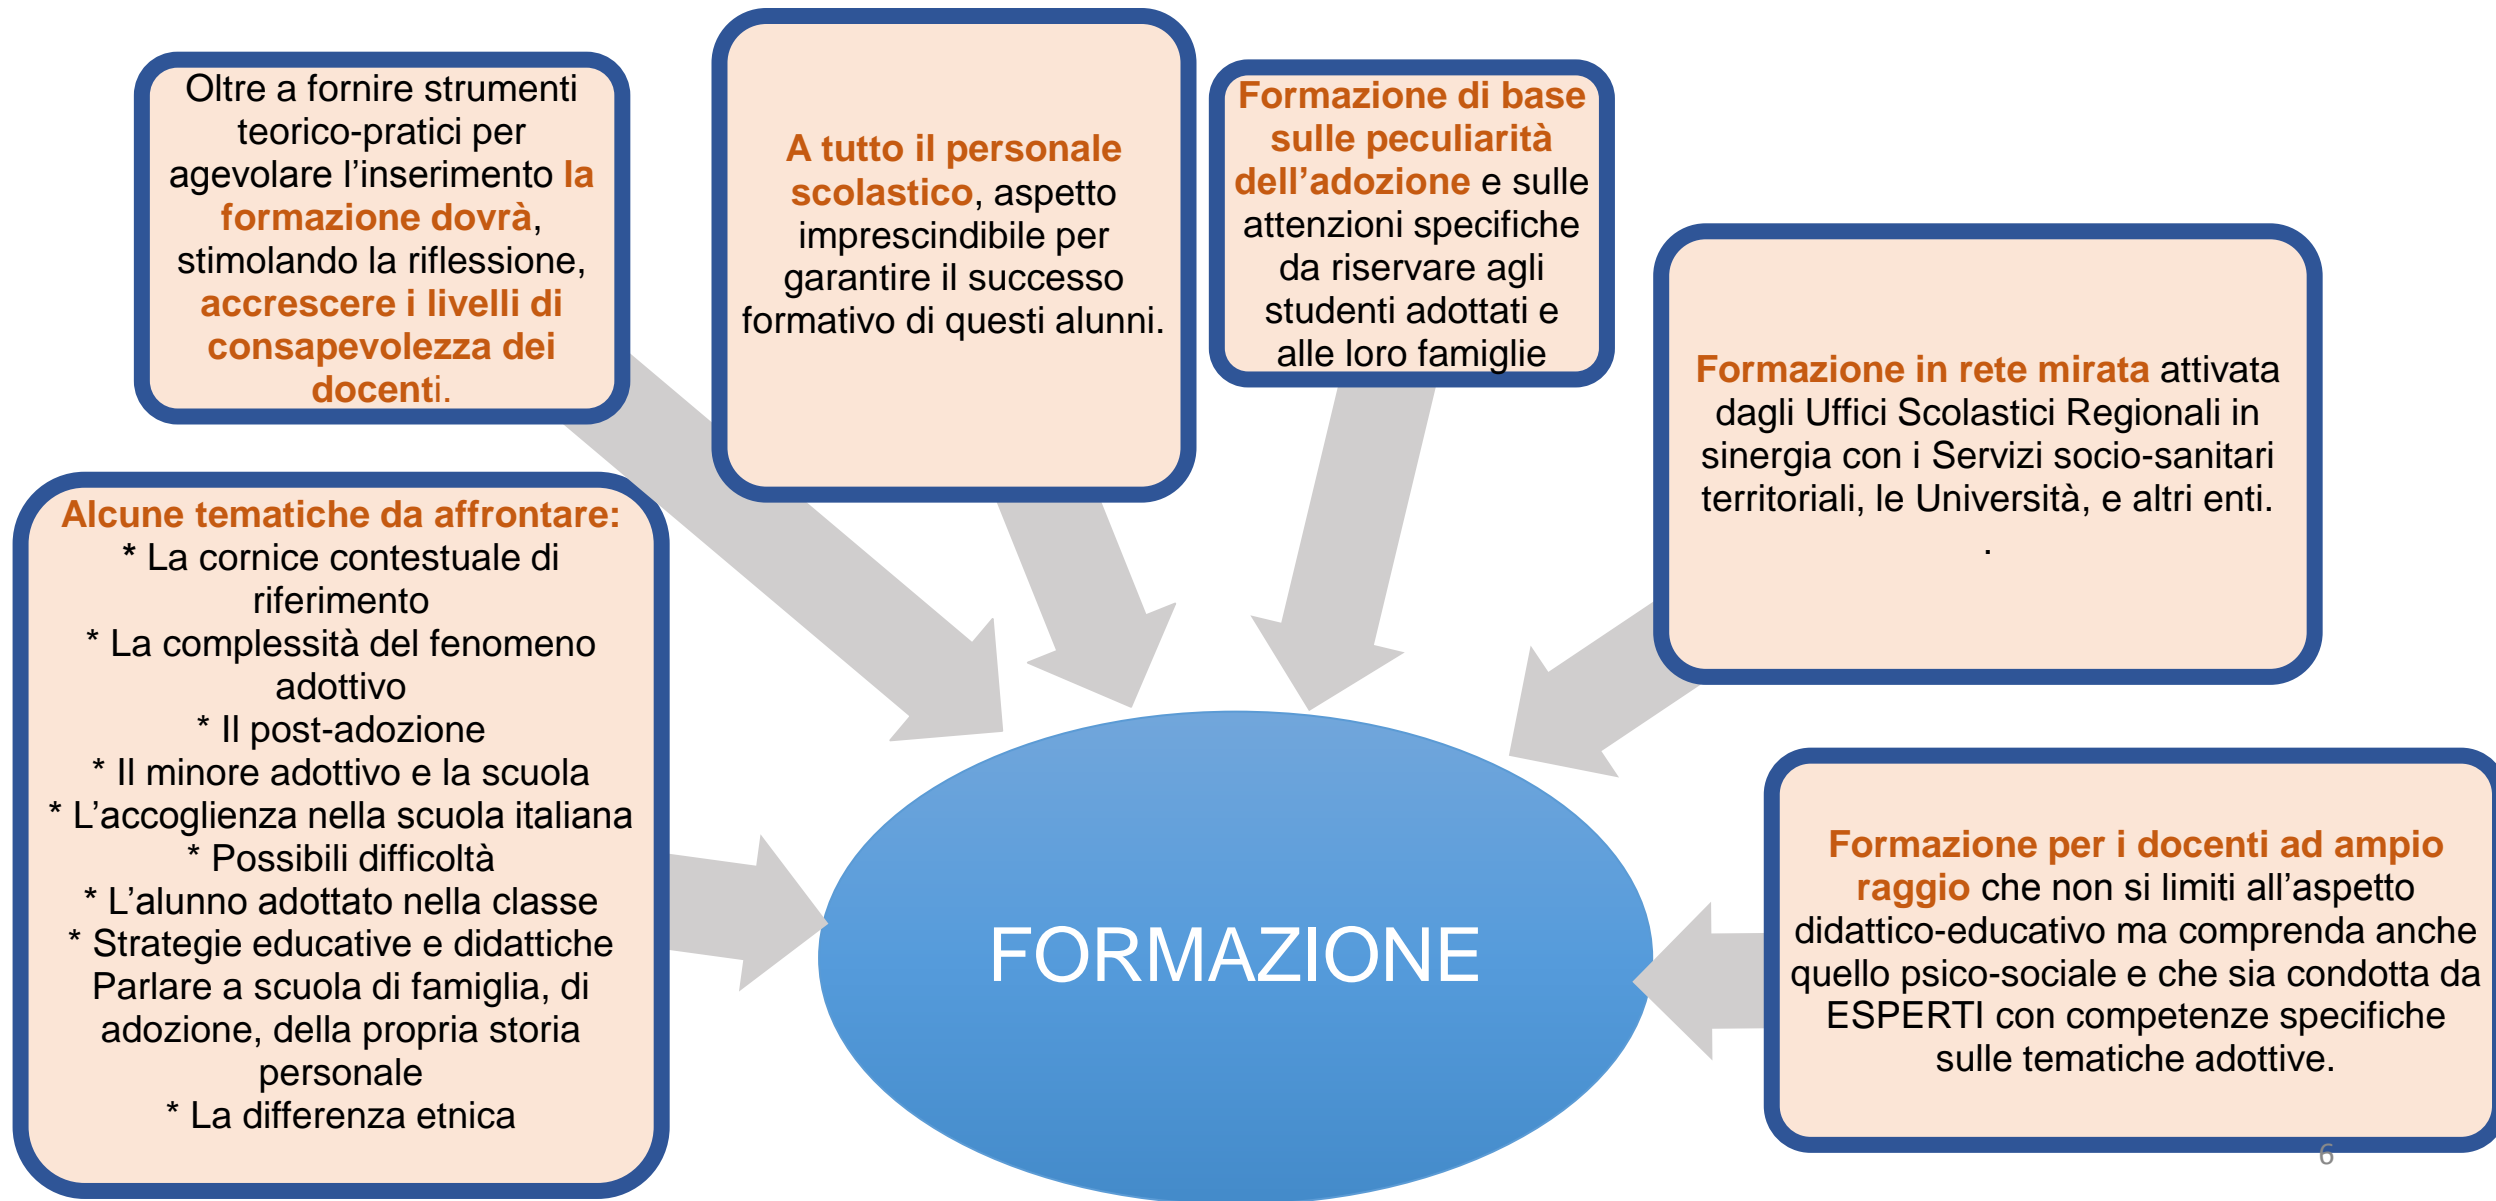 Oltre a fornire strumenti
teorico-pratici per
agevolare l’inserimento la
formazione dovrà,
stimolando la riflessione,
accrescere i livelli di
consapevolezza dei
docenti.
A tutto il personale
scolastico, aspetto
imprescindibile per
garantire il successo
formativo di questi alunni.
Formazione di base
sulle peculiarità
dell’adozione e sulle
attenzioni specifiche
da riservare agli
studenti adottati e
alle loro famiglie
Formazione in rete mirata attivata
dagli Uffici Scolastici Regionali in
sinergia con i Servizi socio-sanitari
territoriali, le Università, e altri enti.
.
Alcune tematiche da affrontare:
* La cornice contestuale di
riferimento
* La complessità del fenomeno
adottivo
* Il post-adozione
* Il minore adottivo e la scuola
* L’accoglienza nella scuola italiana
* Possibili difficoltà
* L’alunno adottato nella classe
* Strategie educative e didattiche
Parlare a scuola di famiglia, di
adozione, della propria storia
personale
* La differenza etnica
FORMAZIONE
Formazione per i docenti ad ampio
raggio che non si limiti all’aspetto
didattico-educativo ma comprenda anche
quello psico-sociale e che sia condotta da
ESPERTI con competenze specifiche
sulle tematiche adottive.
6